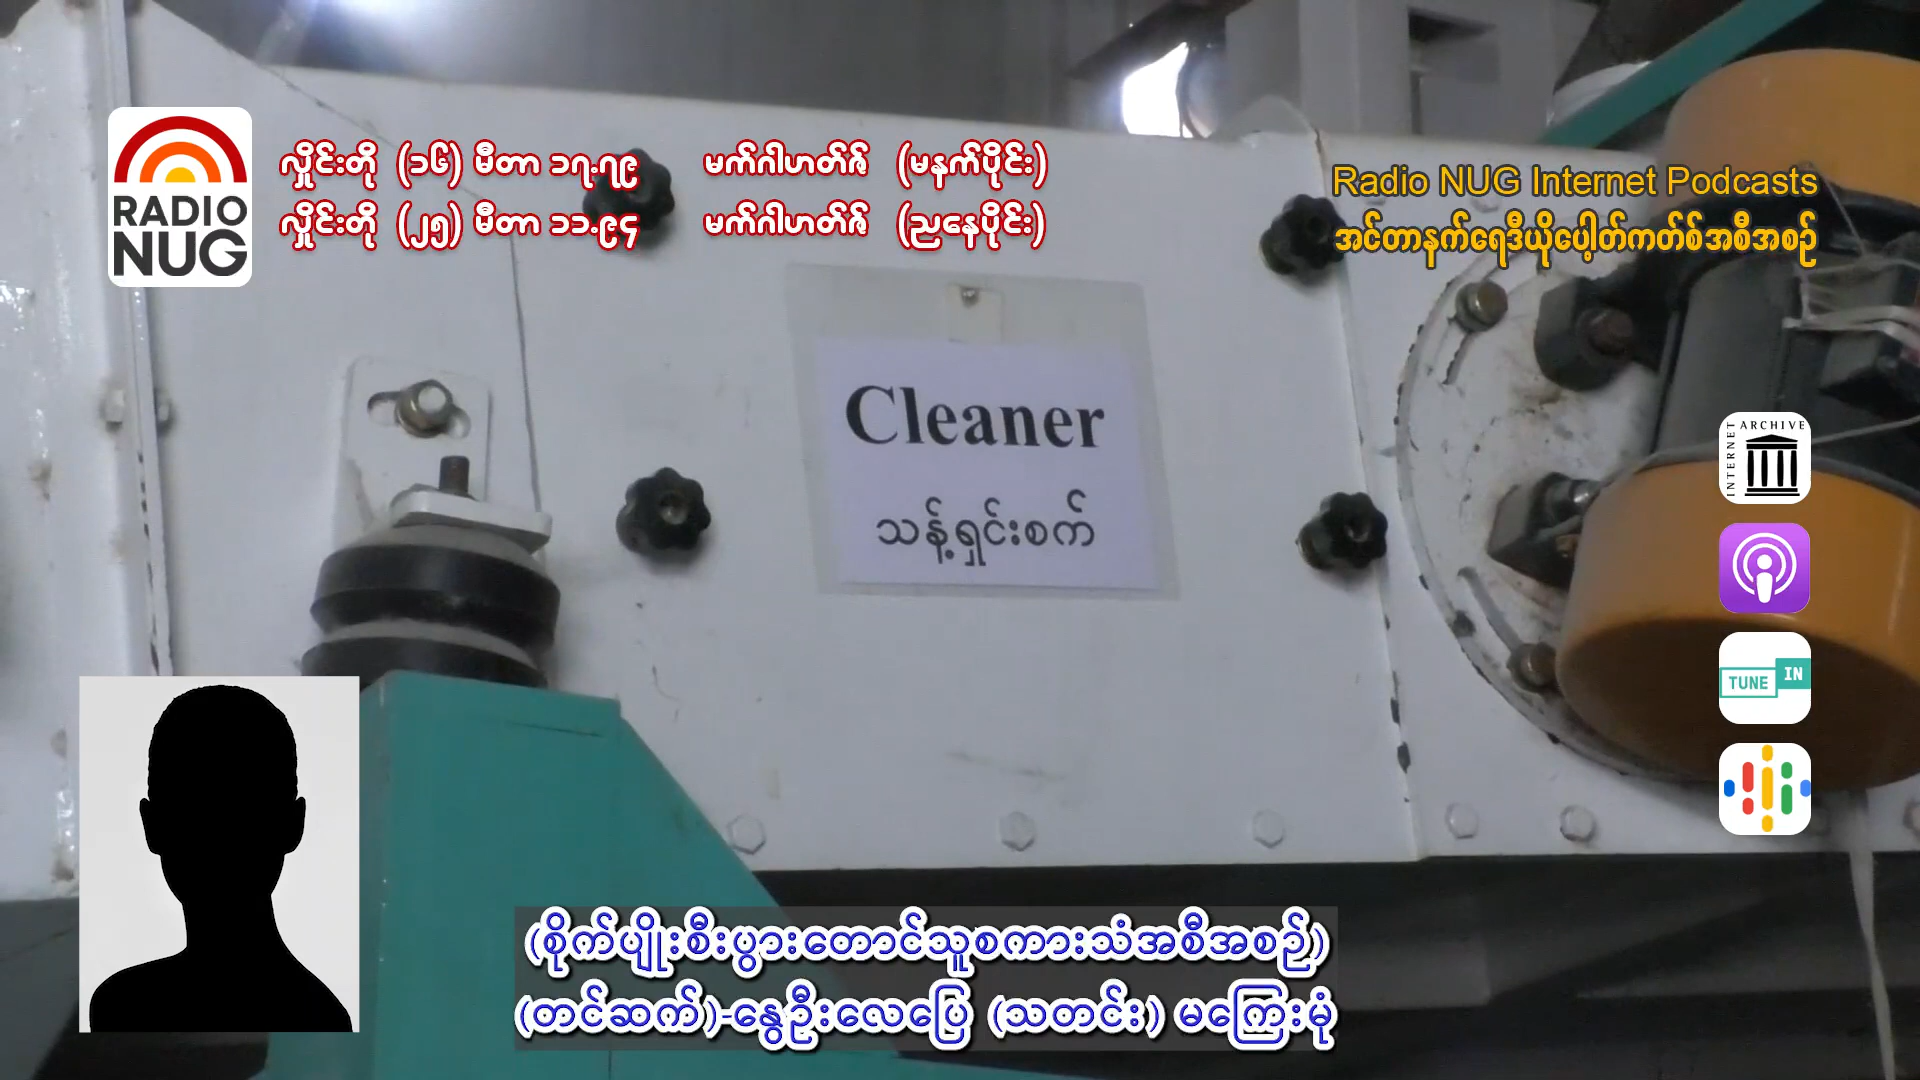 RADIO
NUG
လှိုင်းတို (၁၆) မီတာ ၁၇.၇၉ မက်ဂါဟတ်ဇ် (မနက်ပိုင်း)
လှိုင်းတို (၂၅) မီတာ ၁၁.၉၄ မက်ဂါဟတ်ဇ် (ညနေပိုင်း)
Radio NUG Internet Podcasts
အင်တာနက်ရေဒီယိုပေါ့တ်ကတ်စ်အစီအစဉ်
Cleaner
သန့်ရှင်းစက်
INTERNET ARCHIVE
TUNE IN
(စိုက်ပျိုးစီးပွားတောင်သူစကားသံအစီအစဉ်)
(တင်ဆက်)-နွေဦးလေပြေ (သတင်း) မကြေးမုံ